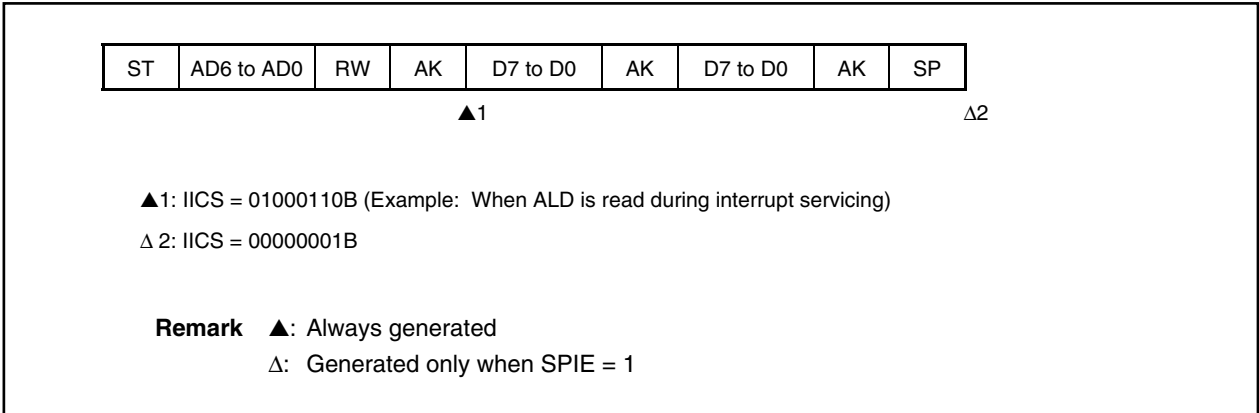 ST AD6 to AD0 RW AK D7 to D0 AK D7 to D0 AK SP
▲1 Δ2
▲1: IICS = 01000110B (Example: When ALD is read during interrupt servicing)
Δ 2: IICS = 00000001B
Remark ▲: Always generated
Δ: Generated only when SPIE = 1